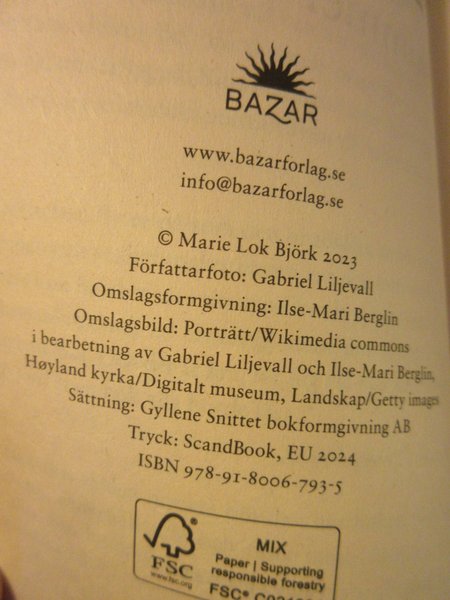 BAZAR
www.bazarforlag.se
info@bazarforlag.se
© Marie Lok Björk 2023
Författarfoto: Gabriel Liljevall
Omslagsformgivning: Ilse-Mari Berglin
Omslagsbild: Porträtt/Wikimedia commons
i bearbetning av Gabriel Liljevall och Ilse-Mari Berglin,
Høyland kyrka/Digitalt museum, Landskap/Getty images
Sättning: Gyllene Snittet bokformgivning AB
Tryck: ScandBook, EU 2024
ISBN 978-91-8006-793-5
FSC
www.fsc.org
MIX
Paper | Supporting
responsible forestry
FSC®